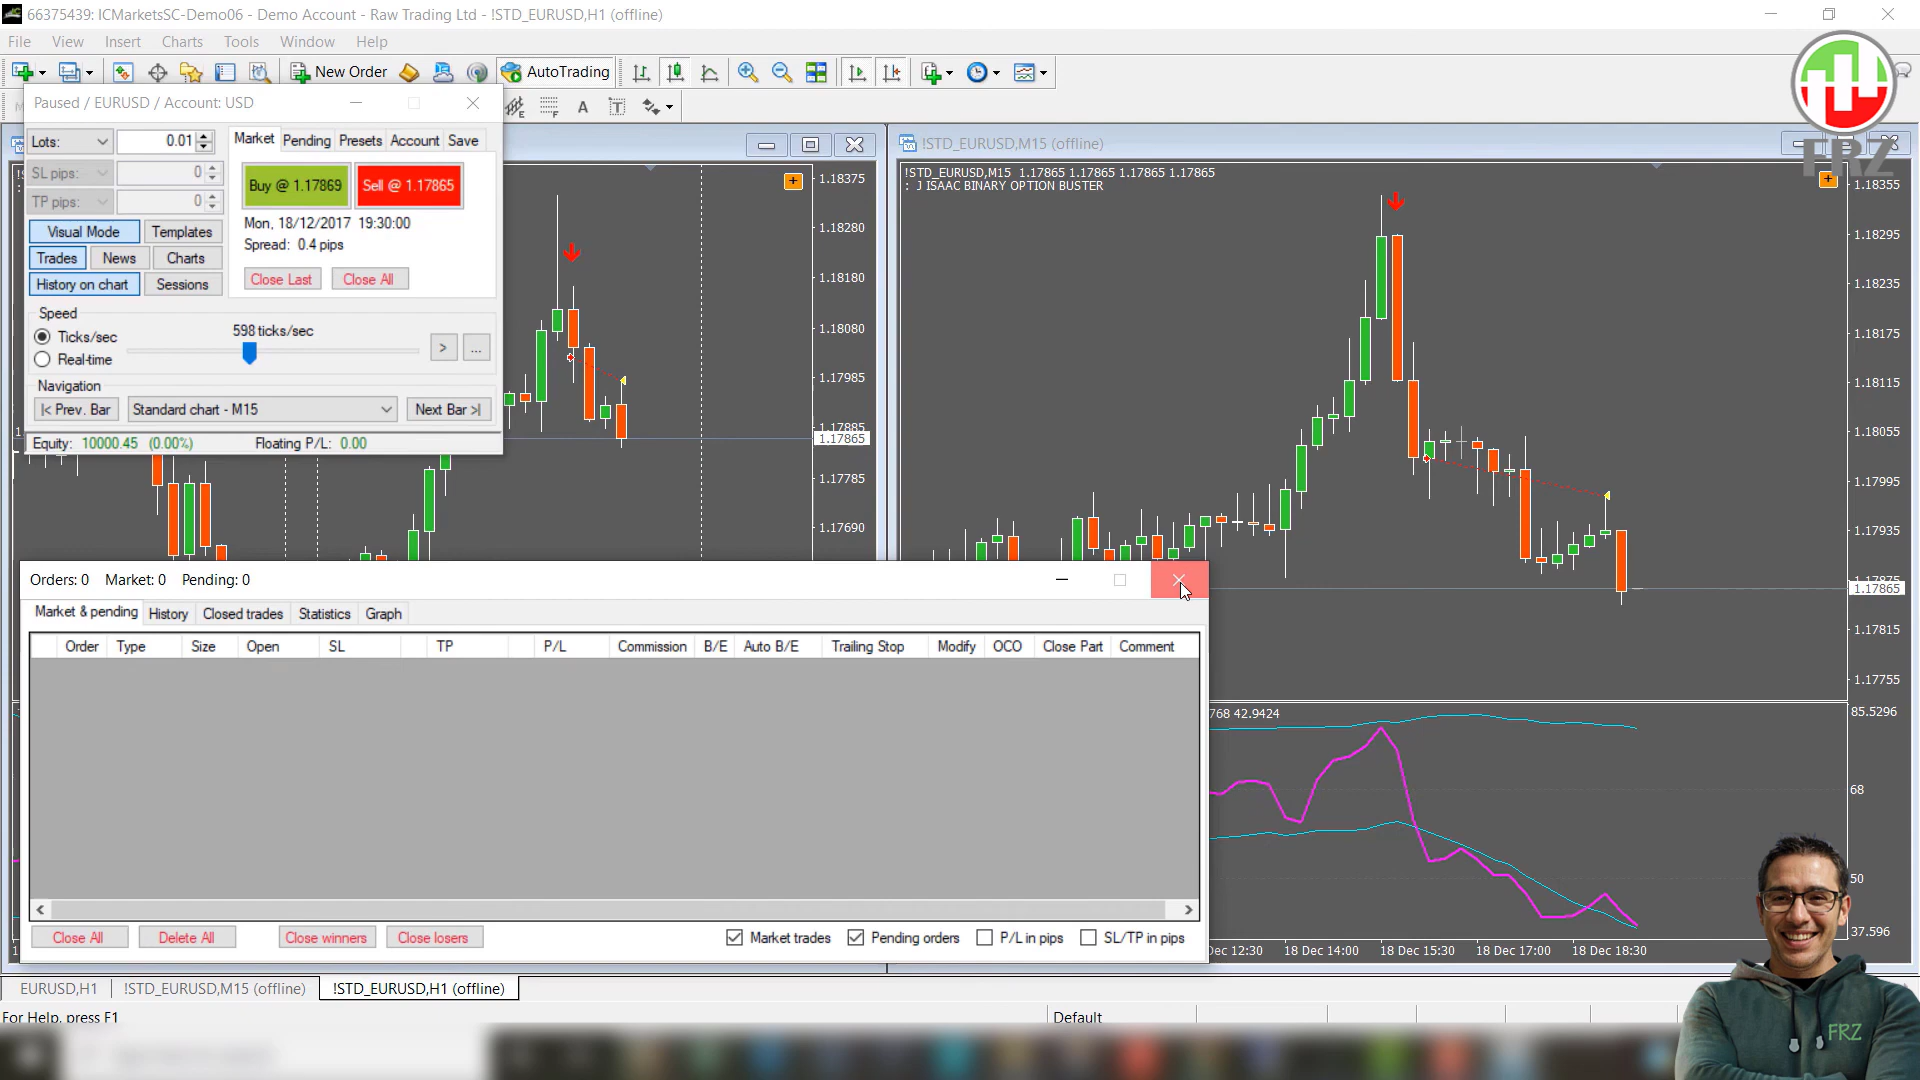 66375439: ICMarketsSC-Demo06 - Demo Account - Raw Trading Ltd - !STD_EURUSD,H1 (offline)
File View Insert Charts Tools Window Help
New Order AutoTrading
Paused / EURUSD / Account: USD
A T
Lots: 0.01
SL pips: 0
TP pips: 0
Visual Mode Templates
Trades News Charts
History on chart Sessions
Market Pending Presets Account Save
Buy @ 1.17869 Sell @ 1.17865
Mon, 18/12/2017 19:30:00
Spread: 0.4 pips
Close Last Close All
Speed
Ticks/sec
Real-time
598 ticks/sec
> ...
Navigation
|< Prev. Bar Standard chart - M15 Next Bar >|
Equity: 10000.45 (0.00%) Floating P/L: 0.00
1.18375
1.18280
1.18180
1.18080
1.17985
1.17885
1.17865
1.17785
1.17690
!STD_EURUSD,M15 (offline)
!STD_EURUSD,M15 1.17865 1.17865 1.17865 1.17865
: J ISAAC BINARY OPTION BUSTER
FRZ
1.18355
1.18295
1.18235
1.18175
1.18115
1.18055
1.17995
1.17935
1.17875
1.17865
1.17815
1.17755
768 42.9424
85.5296
68
50
37.596
Dec 12:30 18 Dec 14:00 18 Dec 15:30 18 Dec 17:00 18 Dec 18:30
Orders: 0 Market: 0 Pending: 0
Market & pending History Closed trades Statistics Graph
Order Type Size Open SL TP P/L Commission B/E Auto B/E Trailing Stop Modify OCO Close Part Comment
Close All Delete All Close winners Close losers Market trades Pending orders P/L in pips SL/TP in pips
EURUSD,H1 !STD_EURUSD,M15 (offline) !STD_EURUSD,H1 (offline)
For Help, press F1 Default
FRZ